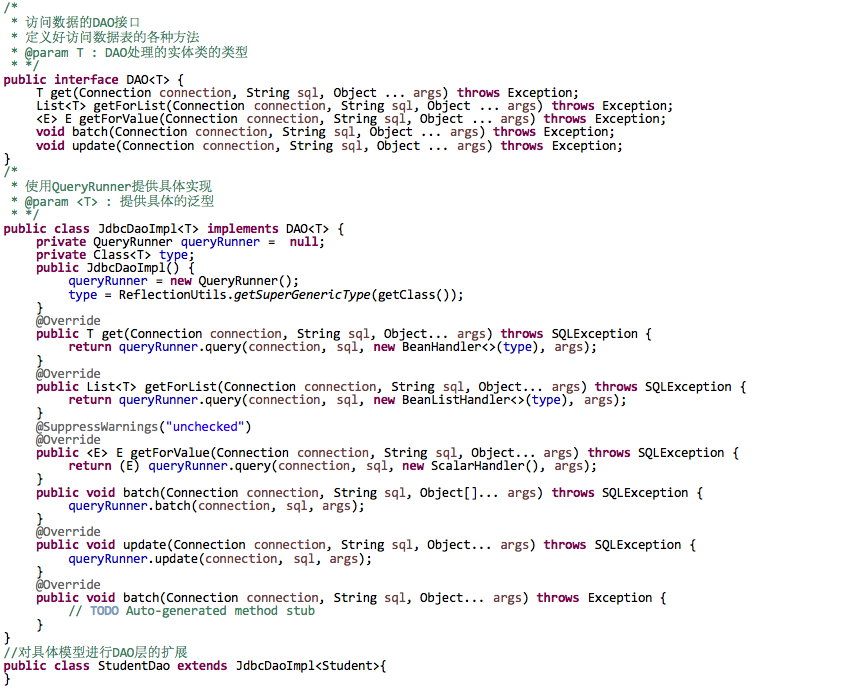 /*
 * 访问数据的DAO接口
 * 定义好访问数据表的各种方法
 * @param T : DAO处理的实体类的类型
 * */
public interface DAO<T> {
    T get(Connection connection, String sql, Object ... args) throws Exception;
    List<T> getForList(Connection connection, String sql, Object ... args) throws Exception;
    <E> E getForValue(Connection connection, String sql, Object ... args) throws Exception;
    void batch(Connection connection, String sql, Object ... args) throws Exception;
    void update(Connection connection, String sql, Object ... args) throws Exception;
}
/*
 * 使用QueryRunner提供具体实现
 * @param <T> : 提供具体的泛型
 * */
public class JdbcDaoImpl<T> implements DAO<T> {
    private QueryRunner queryRunner =  null;
    private Class<T> type;
    public JdbcDaoImpl() {
        queryRunner = new QueryRunner();
        type = ReflectionUtils.getSuperGenericType(getClass());
    }
    @Override
    public T get(Connection connection, String sql, Object... args) throws SQLException {
        return queryRunner.query(connection, sql, new BeanHandler<>(type), args);
    }
    @Override
    public List<T> getForList(Connection connection, String sql, Object... args) throws SQLException {
        return queryRunner.query(connection, sql, new BeanListHandler<>(type), args);
    }
    @SuppressWarnings("unchecked")
    @Override
    public <E> E getForValue(Connection connection, String sql, Object... args) throws SQLException {
        return (E) queryRunner.query(connection, sql, new ScalarHandler(), args);
    }
    public void batch(Connection connection, String sql, Object[]... args) throws SQLException {
        queryRunner.batch(connection, sql, args);
    }
    @Override
    public void update(Connection connection, String sql, Object... args) throws SQLException {
        queryRunner.update(connection, sql, args);
    }
    @Override
    public void batch(Connection connection, String sql, Object... args) throws Exception {
        // TODO Auto-generated method stub
    }
}
//对具体模型进行DAO层的扩展
public class StudentDao extends JdbcDaoImpl<Student>{
}